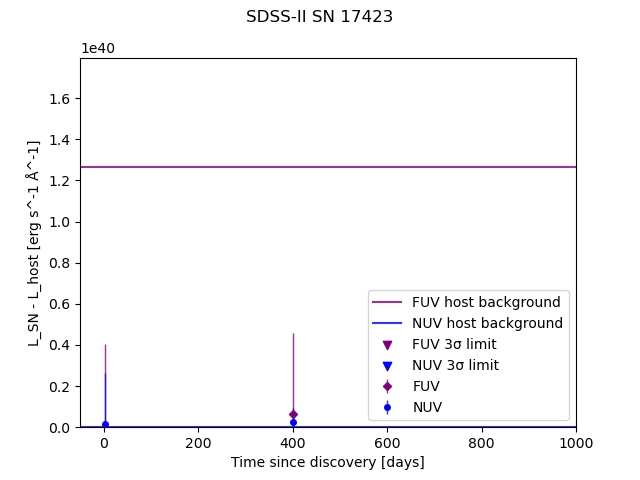 SDSS-II SN 17423
1e40
1.6
1.4
1.2
1.0
0.8
0.6
0.4
0.2
0.0
L_SN - L_host [erg s^-1 Å^-1]
FUV host background
NUV host background
FUV 3σ limit
NUV 3σ limit
FUV
NUV
0 200 400 600 800 1000
Time since discovery [days]